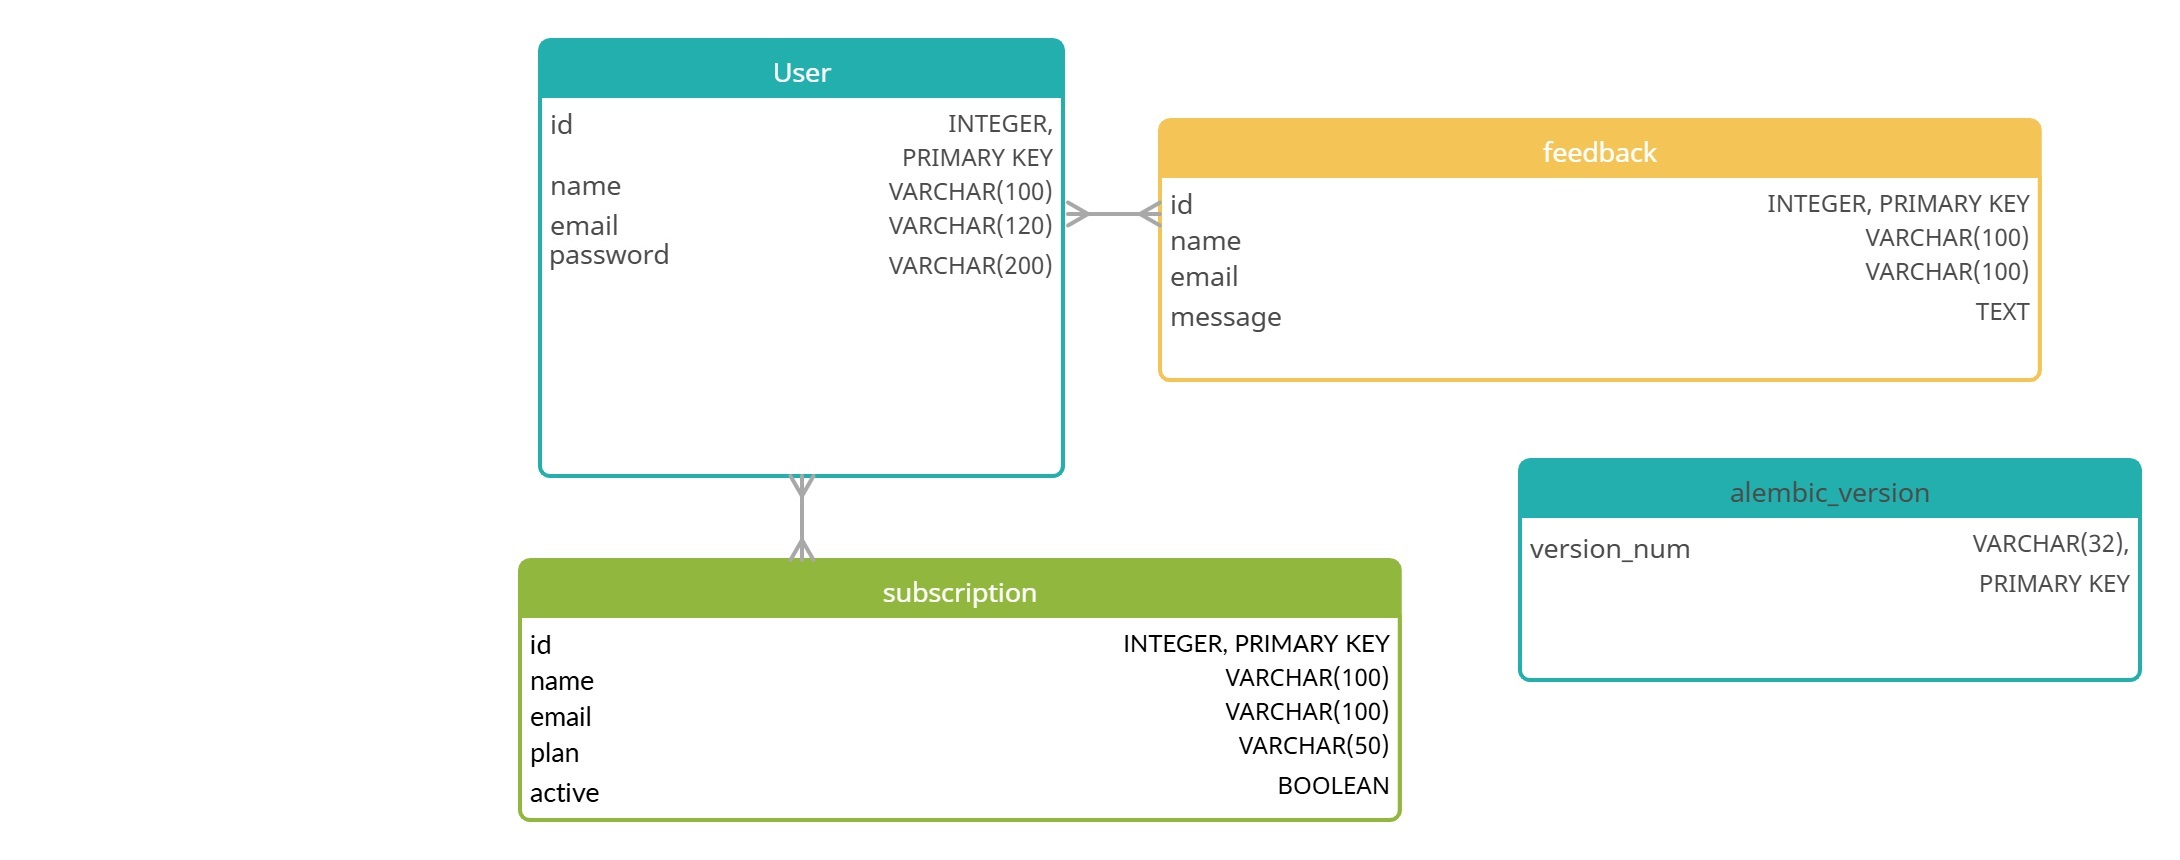 User
id INTEGER,
PRIMARY KEY
name VARCHAR(100)
email VARCHAR(120)
password VARCHAR(200)
feedback
id INTEGER, PRIMARY KEY
name VARCHAR(100)
email VARCHAR(100)
message TEXT
subscription
id INTEGER, PRIMARY KEY
name VARCHAR(100)
email VARCHAR(100)
plan VARCHAR(50)
active BOOLEAN
alembic_version
version_num VARCHAR(32),
PRIMARY KEY